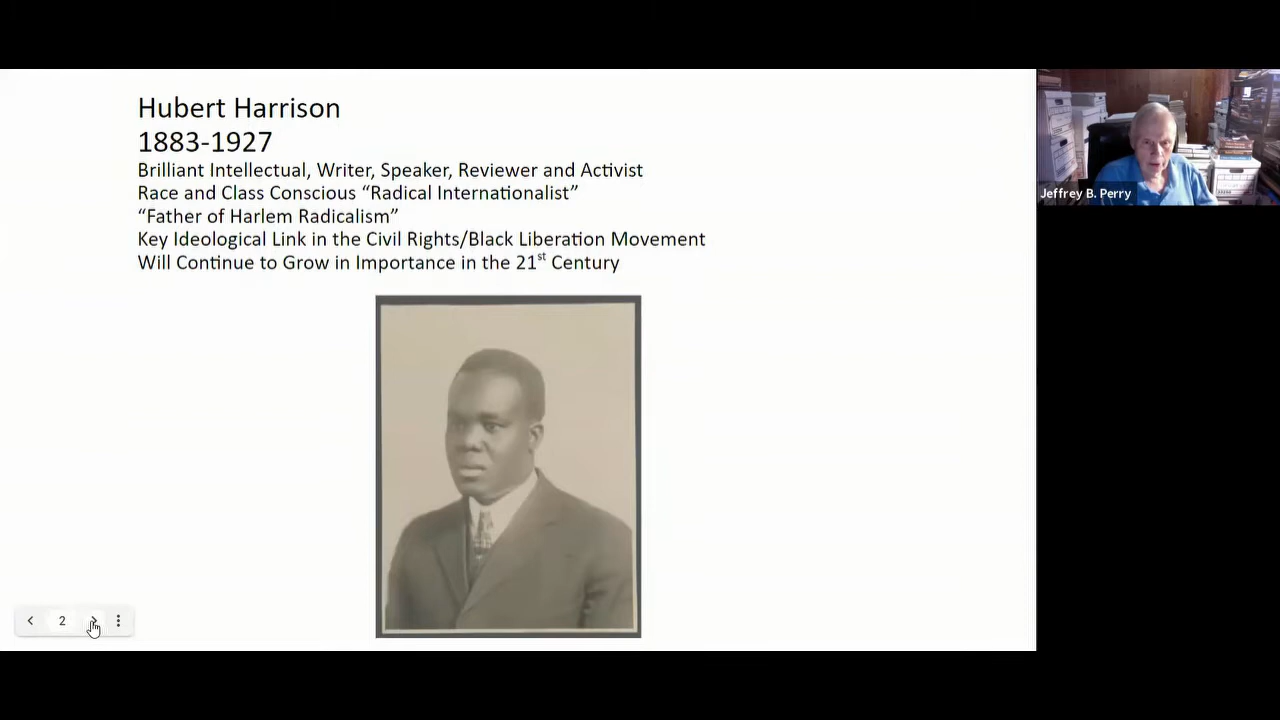 Hubert Harrison
1883-1927
Brilliant Intellectual, Writer, Speaker, Reviewer and Activist
Race and Class Conscious “Radical Internationalist”
“Father of Harlem Radicalism”
Key Ideological Link in the Civil Rights/Black Liberation Movement
Will Continue to Grow in Importance in the 21st Century
Jeffrey B. Perry
2